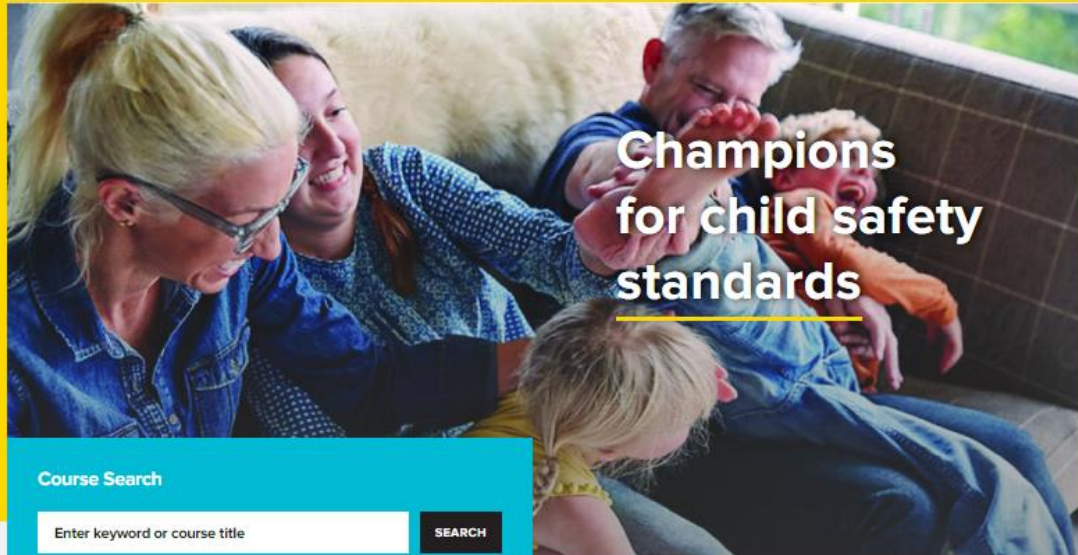 Champions
for child safety
standards
Course Search
Enter keyword or course title
SEARCH